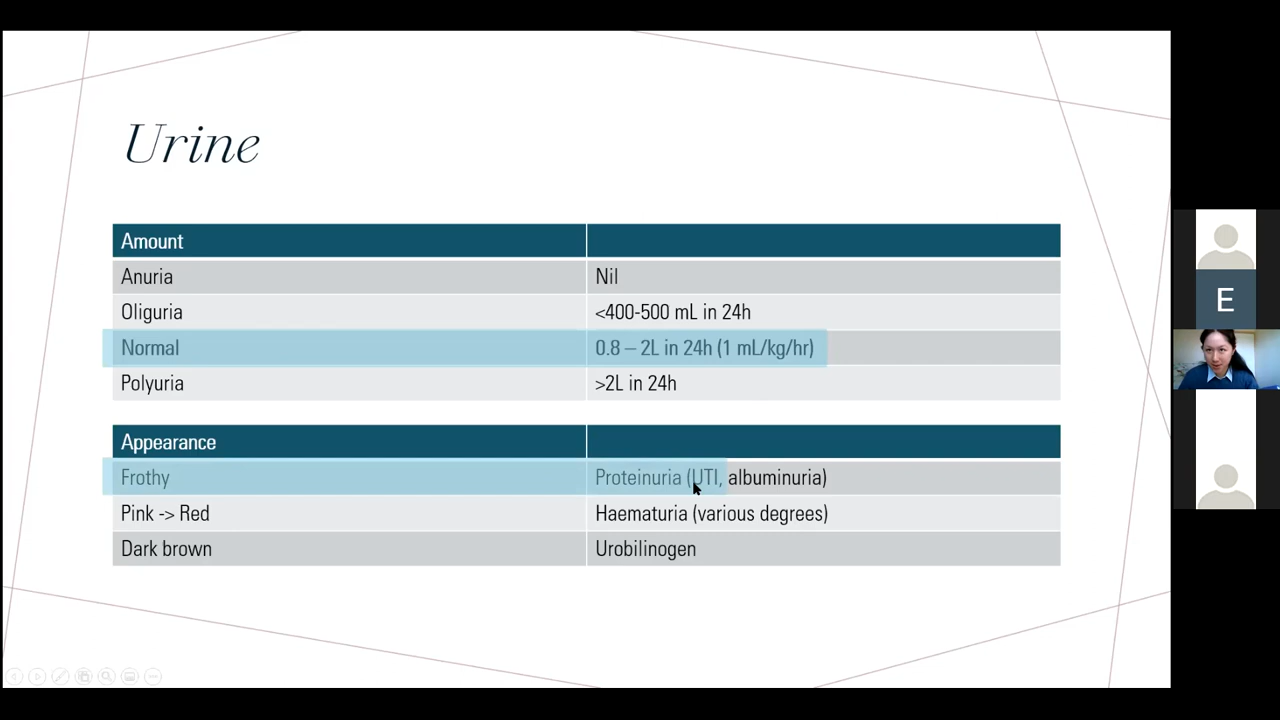 Urine
Amount
Anuria Nil
Oliguria <400-500 mL in 24h
Normal 0.8 – 2L in 24h (1 mL/kg/hr)
Polyuria >2L in 24h
Appearance
Frothy Proteinuria (UTI, albuminuria)
Pink -> Red Haematuria (various degrees)
Dark brown Urobilinogen
E